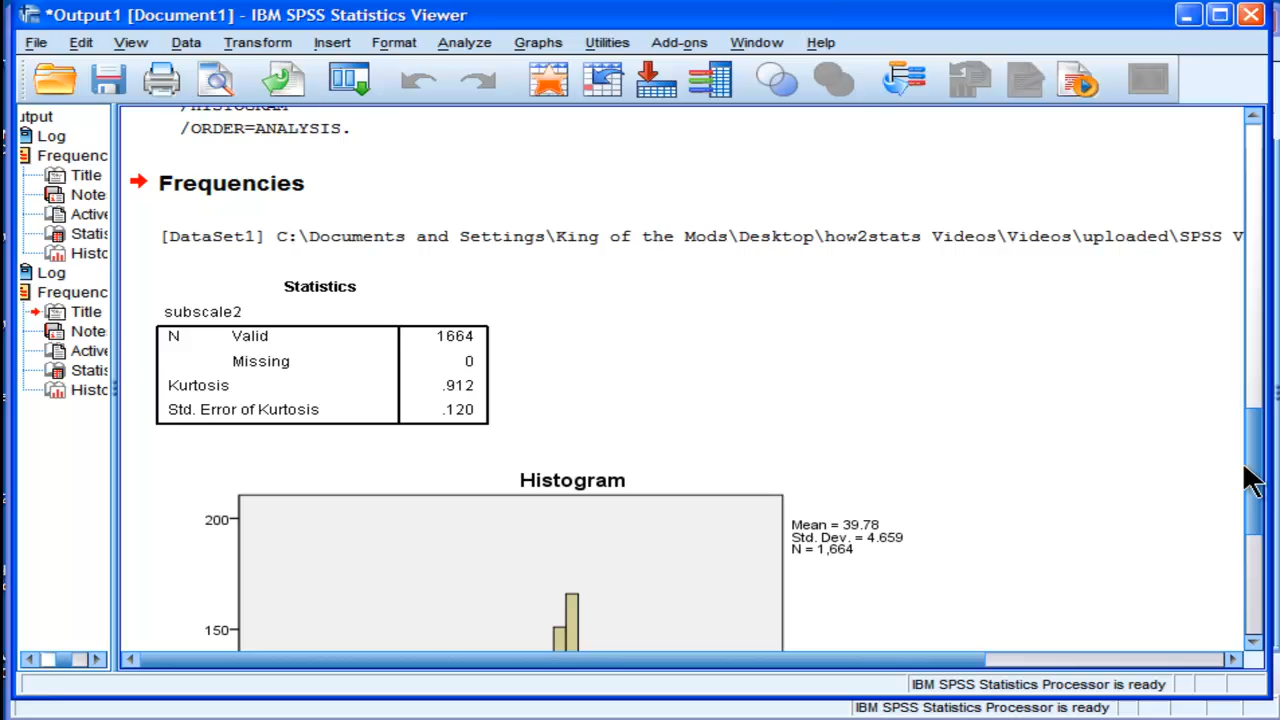 *Output1 [Document1] - IBM SPSS Statistics Viewer
File Edit View Data Transform Insert Format Analyze Graphs Utilities Add-ons Window Help
utput
Log
Frequenc
Title
Note
Active
Statis
Histo
Log
Frequenc
Title
Note
Active
Statis
Histo
/HISTOGRAM
/ORDER=ANALYSIS.
Frequencies
[DataSet1] C:\Documents and Settings\King of the Mods\Desktop\how2stats Videos\Videos\uploaded\SPSS V
Statistics
subscale2
N Valid 1664
Missing 0
Kurtosis .912
Std. Error of Kurtosis .120
Histogram
200
150
Mean = 39.78
Std. Dev. = 4.659
N = 1,664
IBM SPSS Statistics Processor is ready
IBM SPSS Statistics Processor is ready